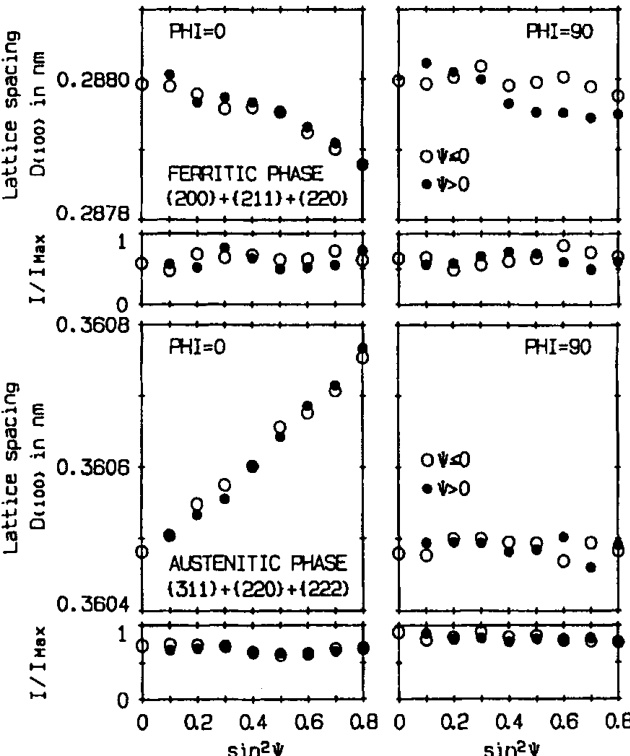 PHI=0
PHI=90
Lattice spacing
D{100} in nm
0.2880
0.2878
FERRITIC PHASE
{200}+{211}+{220}
ψ≤0
ψ>0
I/IMax
1
0
0.3608
PHI=0
PHI=90
Lattice spacing
D{100} in nm
0.3606
0.3604
ψ≤0
ψ>0
AUSTENITIC PHASE
{311}+{220}+{222}
I/IMax
1
0
0 0.2 0.4 0.6 0.8
0 0.2 0.4 0.6 0.8
sin²ψ
sin²ψ